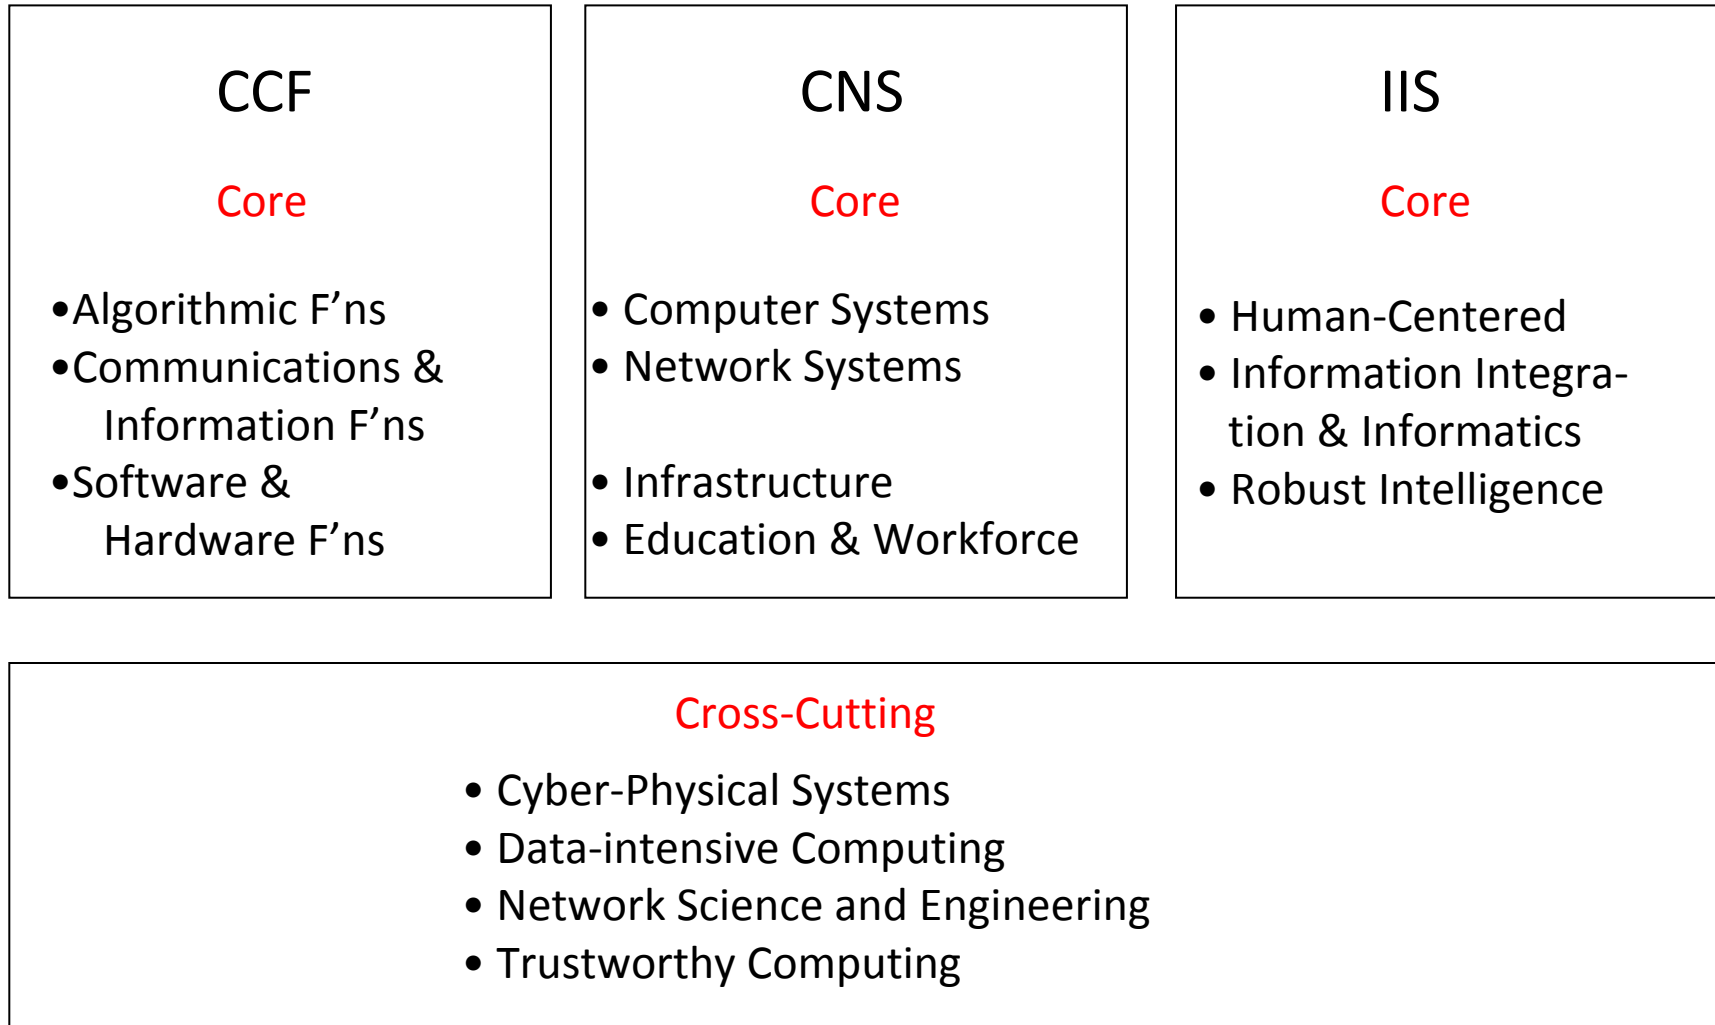 CCF
Core
•Algorithmic F’ns
•Communications &
Information F’ns
•Software &
Hardware F’ns
CNS
Core
• Computer Systems
• Network Systems
• Infrastructure
• Education & Workforce
IIS
Core
• Human-Centered
• Information Integra-
tion & Informatics
• Robust Intelligence
Cross-Cutting
• Cyber-Physical Systems
• Data-intensive Computing
• Network Science and Engineering
• Trustworthy Computing